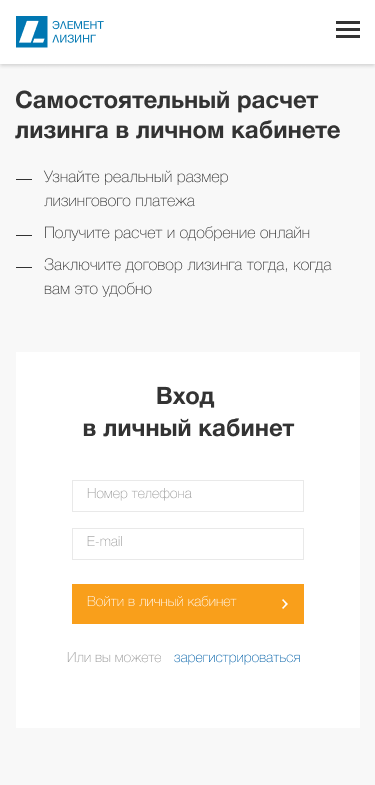 ЭЛЕМЕНТ
ЛИЗИНГ
Самостоятельный расчет
лизинга в личном кабинете
— Узнайте реальный размер
лизингового платежа
— Получите расчет и одобрение онлайн
— Заключите договор лизинга тогда, когда
вам это удобно
Вход
в личный кабинет
Номер телефона
E-mail
Войти в личный кабинет
Или вы можете зарегистрироваться